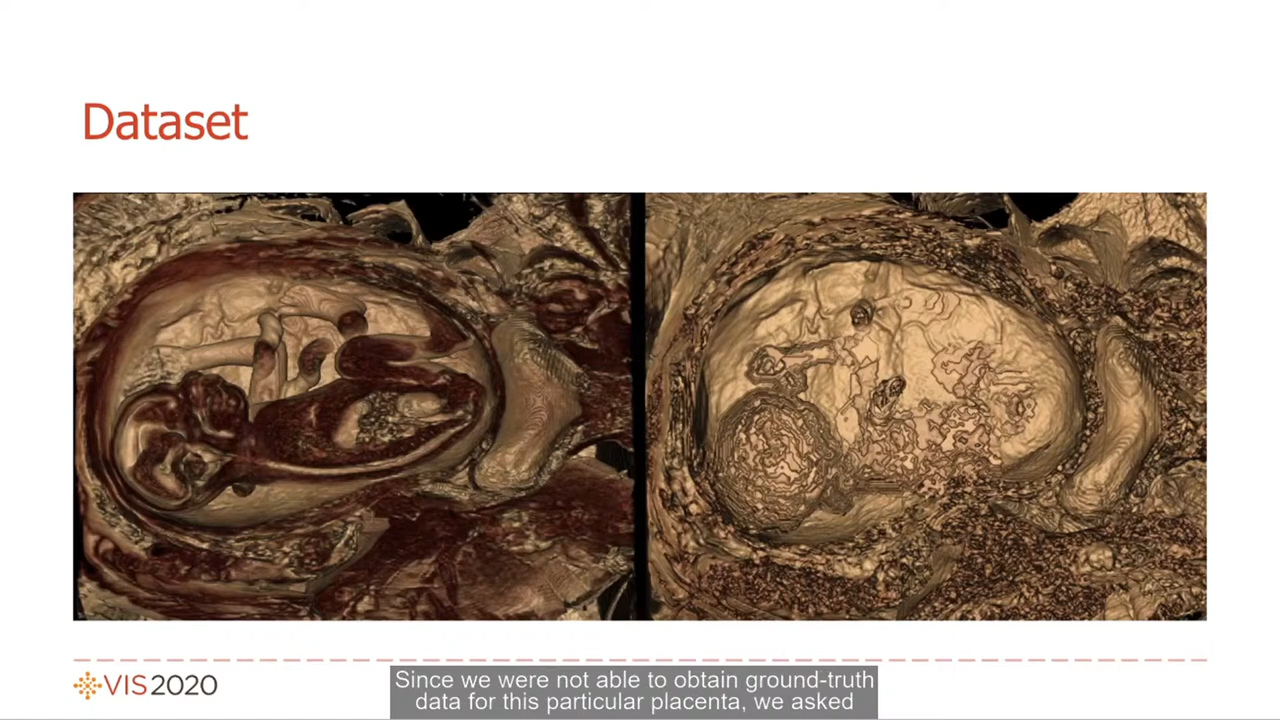 Dataset
VIS2020
Since we were not able to obtain ground-truth
data for this particular placenta, we asked